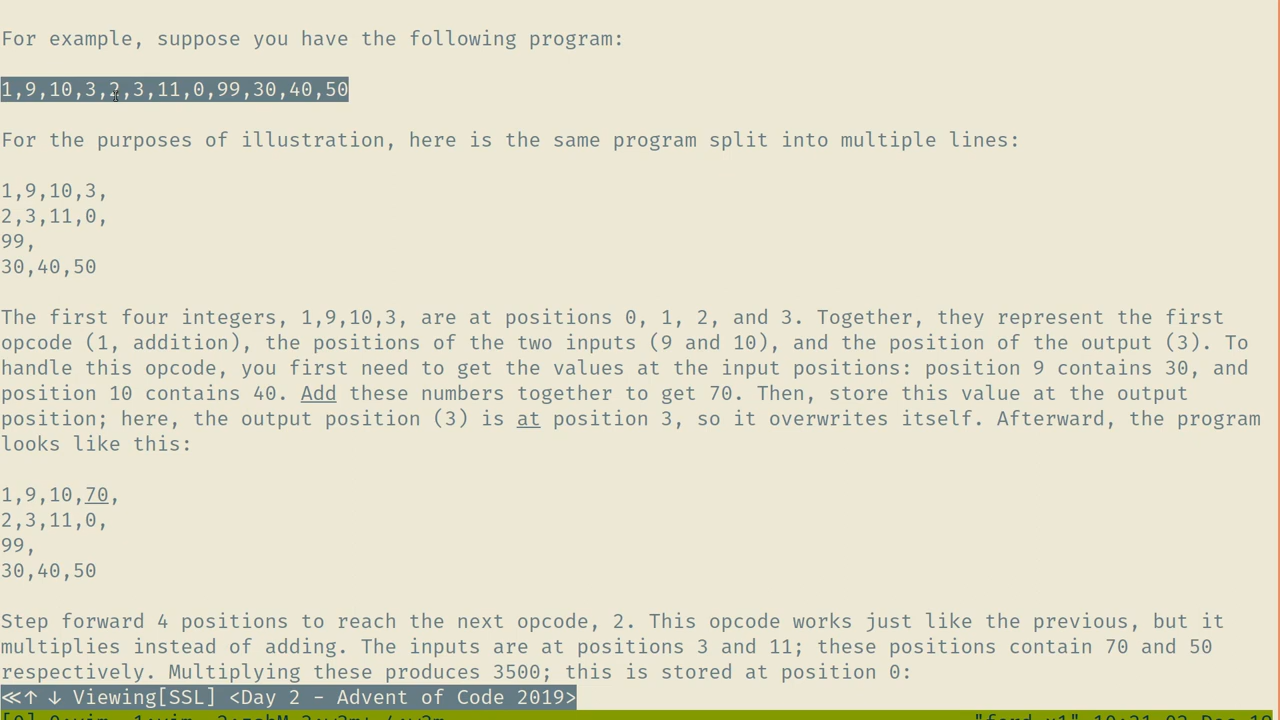 For example, suppose you have the following program:
1,9,10,3,2,3,11,0,99,30,40,50
For the purposes of illustration, here is the same program split into multiple lines:
1,9,10,3,
2,3,11,0,
99,
30,40,50
The first four integers, 1,9,10,3, are at positions 0, 1, 2, and 3. Together, they represent the first
opcode (1, addition), the positions of the two inputs (9 and 10), and the position of the output (3). To
handle this opcode, you first need to get the values at the input positions: position 9 contains 30, and
position 10 contains 40. Add these numbers together to get 70. Then, store this value at the output
position; here, the output position (3) is at position 3, so it overwrites itself. Afterward, the program
looks like this:
1,9,10,70,
2,3,11,0,
99,
30,40,50
Step forward 4 positions to reach the next opcode, 2. This opcode works just like the previous, but it
multiplies instead of adding. The inputs are at positions 3 and 11; these positions contain 70 and 50
respectively. Multiplying these produces 3500; this is stored at position 0:
≪↑ ↓ Viewing[SSL] <Day 2 - Advent of Code 2019>